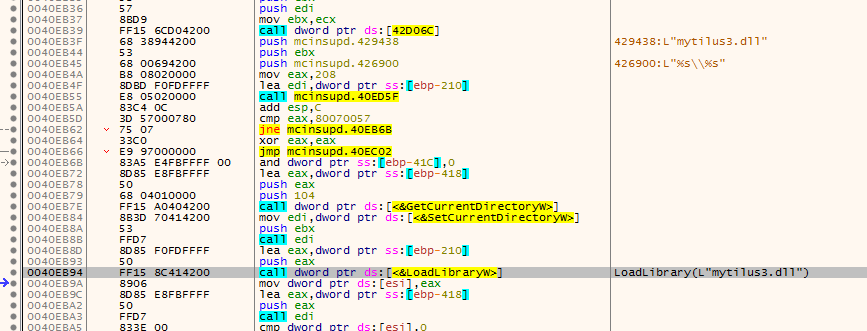 0040EB36 57 push edi
0040EB37 8BD9 mov ebx,ecx
0040EB39 FF15 6CD04200 call dword ptr ds:[42D06C]
0040EB3F 68 38944200 push mcinsupd.429438 429438:L"mytilus3.dll"
0040EB44 53 push ebx
0040EB45 68 00694200 push mcinsupd.426900 426900:L"%s\\%s"
0040EB4A B8 08020000 mov eax,208
0040EB4F 8DBD F0FDFFFF lea edi,dword ptr ss:[ebp-210]
0040EB55 E8 05020000 call mcinsupd.40ED5F
0040EB5A 83C4 0C add esp,C
0040EB5D 3D 57000780 cmp eax,80070057
0040EB62 75 07 jne mcinsupd.40EB6B
0040EB64 33C0 xor eax,eax
0040EB66 E9 97000000 jmp mcinsupd.40EC02
0040EB6B 83A5 E4FBFFFF 00 and dword ptr ss:[ebp-41C],0
0040EB72 8D85 E8FBFFFF lea eax,dword ptr ss:[ebp-418]
0040EB78 50 push eax
0040EB79 68 04010000 push 104
0040EB7E FF15 A0404200 call dword ptr ds:[<&GetCurrentDirectoryW>]
0040EB84 8B3D 70414200 mov edi,dword ptr ds:[<&SetCurrentDirectoryW>]
0040EB8A 53 push ebx
0040EB8B FFD7 call edi
0040EB8D 8D85 F0FDFFFF lea eax,dword ptr ss:[ebp-210]
0040EB93 50 push eax
0040EB94 FF15 8C414200 call dword ptr ds:[<&LoadLibraryW>] LoadLibrary(L"mytilus3.dll")
0040EB9A 8906 mov dword ptr ds:[esi],eax
0040EB9C 8D85 E8FBFFFF lea eax,dword ptr ss:[ebp-418]
0040EBA2 50 push eax
0040EBA3 FFD7 call edi
0040EBA5 833E 00 cmp dword ptr ds:[esi],0